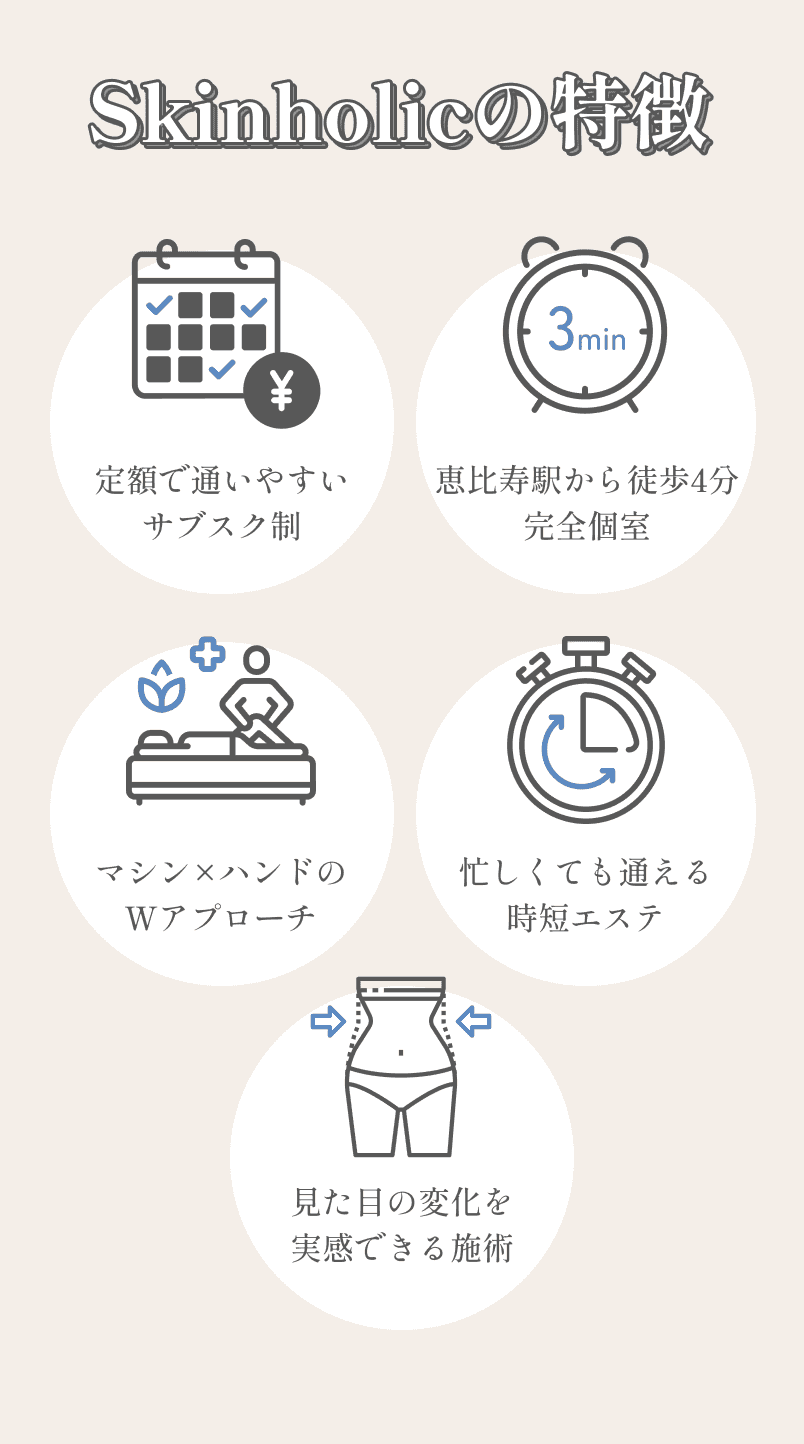 Skinholicの特徴
¥
定額で通いやすい
サブスク制
3min
恵比寿駅から徒歩4分
完全個室
マシン×ハンドの
Wアプローチ
忙しくても通える
時短エステ
見た目の変化を
実感できる施術